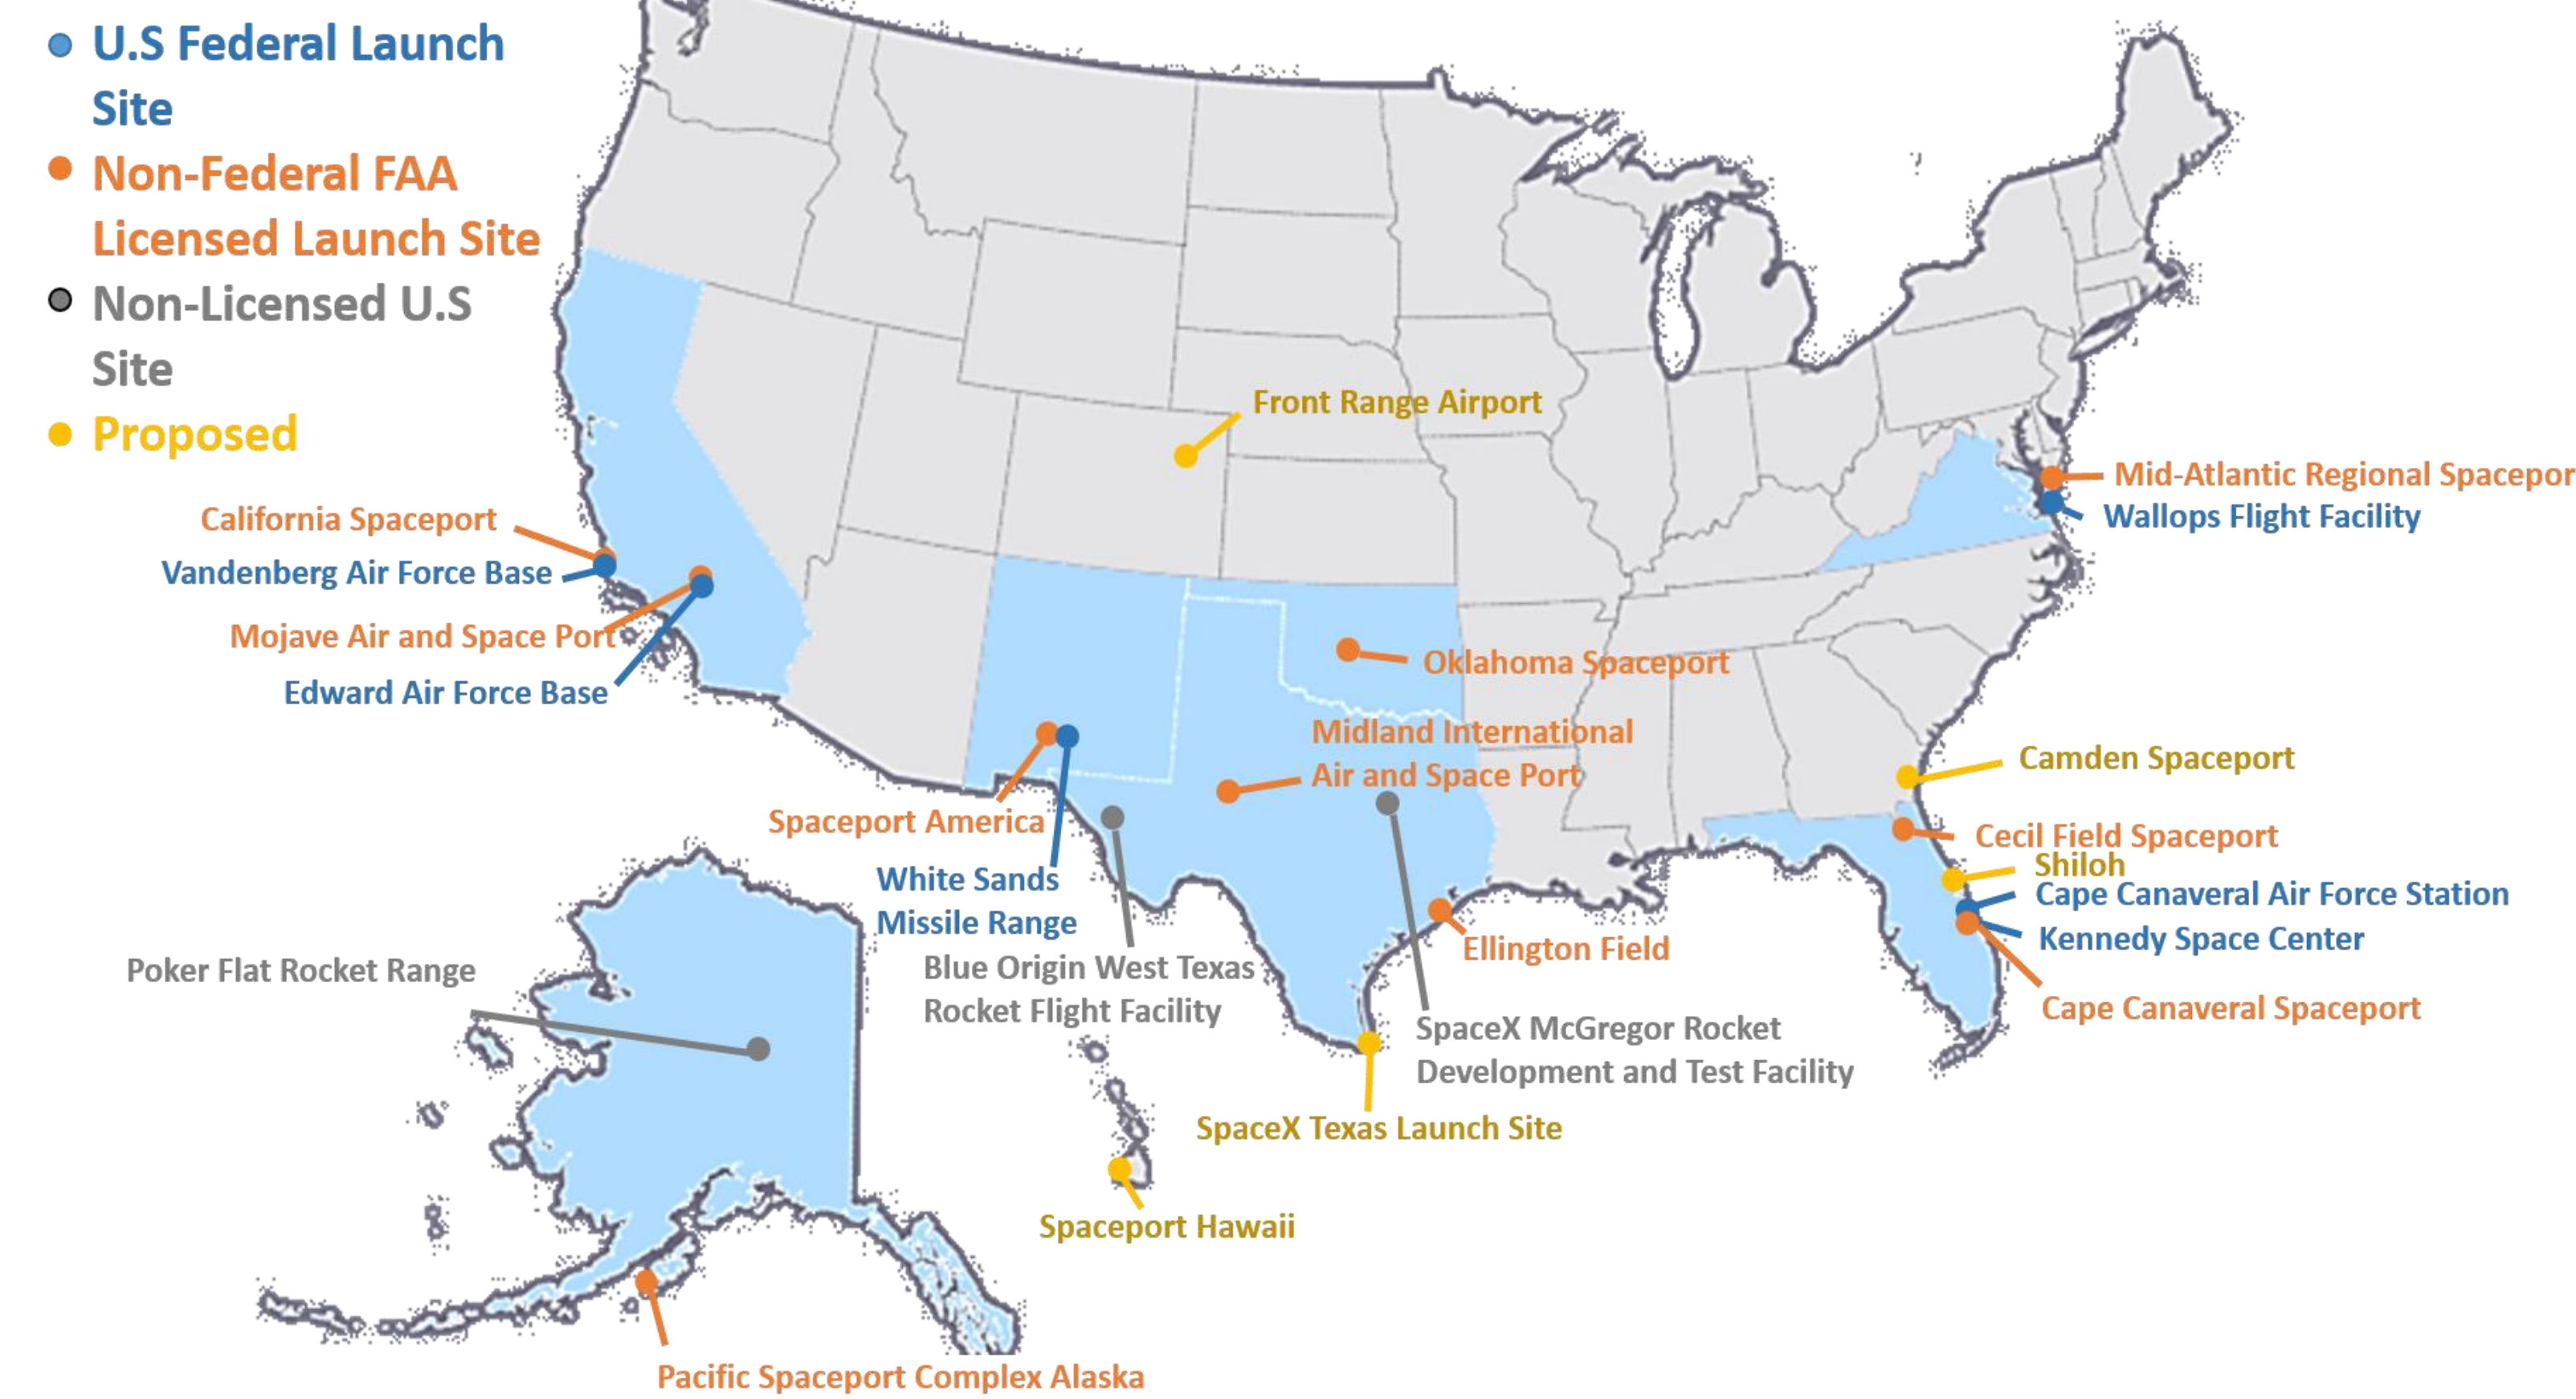 U.S Federal Launch
Site
Non-Federal FAA
Licensed Launch Site
Non-Licensed U.S
Site
Proposed
Front Range Airport
Mid-Atlantic Regional Spacepor
Wallops Flight Facility
California Spaceport
Vandenberg Air Force Base
Mojave Air and Space Port
Edward Air Force Base
Oklahoma Spaceport
Midland International
Air and Space Port
Camden Spaceport
Spaceport America
Cecil Field Spaceport
Shiloh
White Sands
Missile Range
Cape Canaveral Air Force Station
Kennedy Space Center
Ellington Field
Poker Flat Rocket Range
Blue Origin West Texas
Rocket Flight Facility
Cape Canaveral Spaceport
SpaceX McGregor Rocket
Development and Test Facility
SpaceX Texas Launch Site
Spaceport Hawaii
Pacific Spaceport Complex Alaska